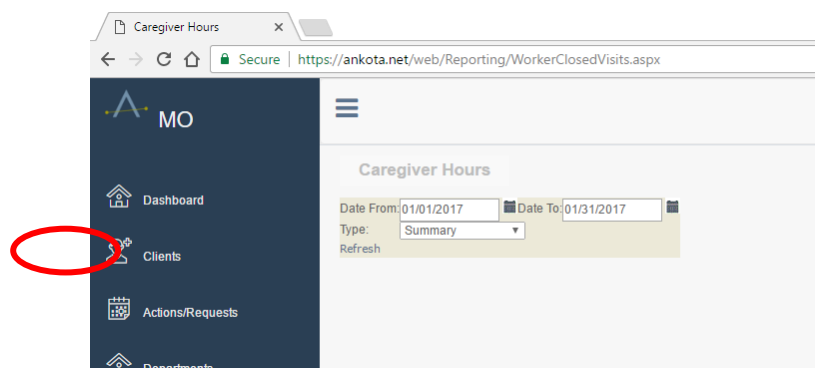 Caregiver Hours
Secure | https://ankota.net/web/Reporting/WorkerClosedVisits.aspx
MO
Dashboard
Clients
Actions/Requests
Departments
Caregiver Hours
Date From: 01/01/2017 Date To: 01/31/2017
Type: Summary
Refresh